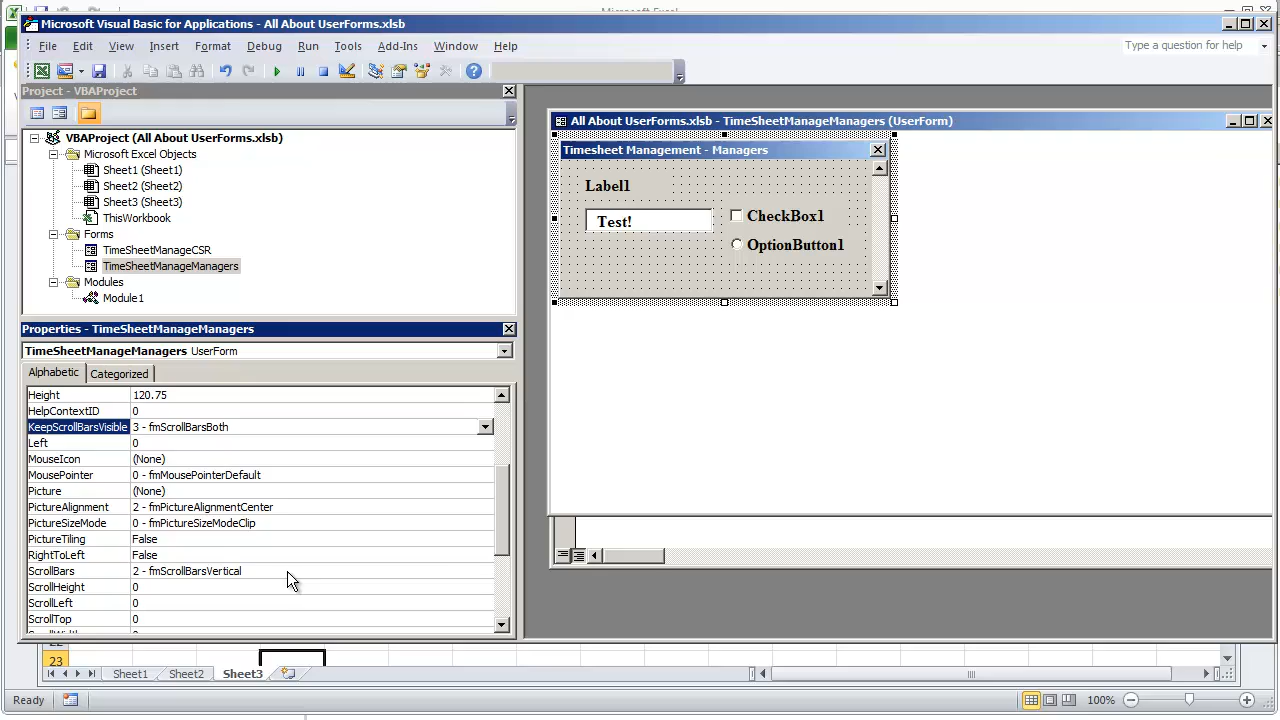 Microsoft Excel
Microsoft Visual Basic for Applications - All About UserForms.xlsb
File Edit View Insert Format Debug Run Tools Add-Ins Window Help
Type a question for help
Project - VBAProject
VBAProject (All About UserForms.xlsb)
Microsoft Excel Objects
Sheet1 (Sheet1)
Sheet2 (Sheet2)
Sheet3 (Sheet3)
ThisWorkbook
Forms
TimeSheetManageCSR
TimeSheetManageManagers
Modules
Module1
Properties - TimeSheetManageManagers
TimeSheetManageManagers UserForm
Alphabetic Categorized
Height 120.75
HelpContextID 0
KeepScrollBarsVisible 3 - fmScrollBarsBoth
Left 0
MouseIcon (None)
MousePointer 0 - fmMousePointerDefault
Picture (None)
PictureAlignment 2 - fmPictureAlignmentCenter
PictureSizeMode 0 - fmPictureSizeModeClip
PictureTiling False
RightToLeft False
ScrollBars 2 - fmScrollBarsVertical
ScrollHeight 0
ScrollLeft 0
ScrollTop 0
All About UserForms.xlsb - TimeSheetManageManagers (UserForm)
Timesheet Management - Managers
Label1
Test!
CheckBox1
OptionButton1
23
Sheet1 Sheet2 Sheet3
Ready
100%